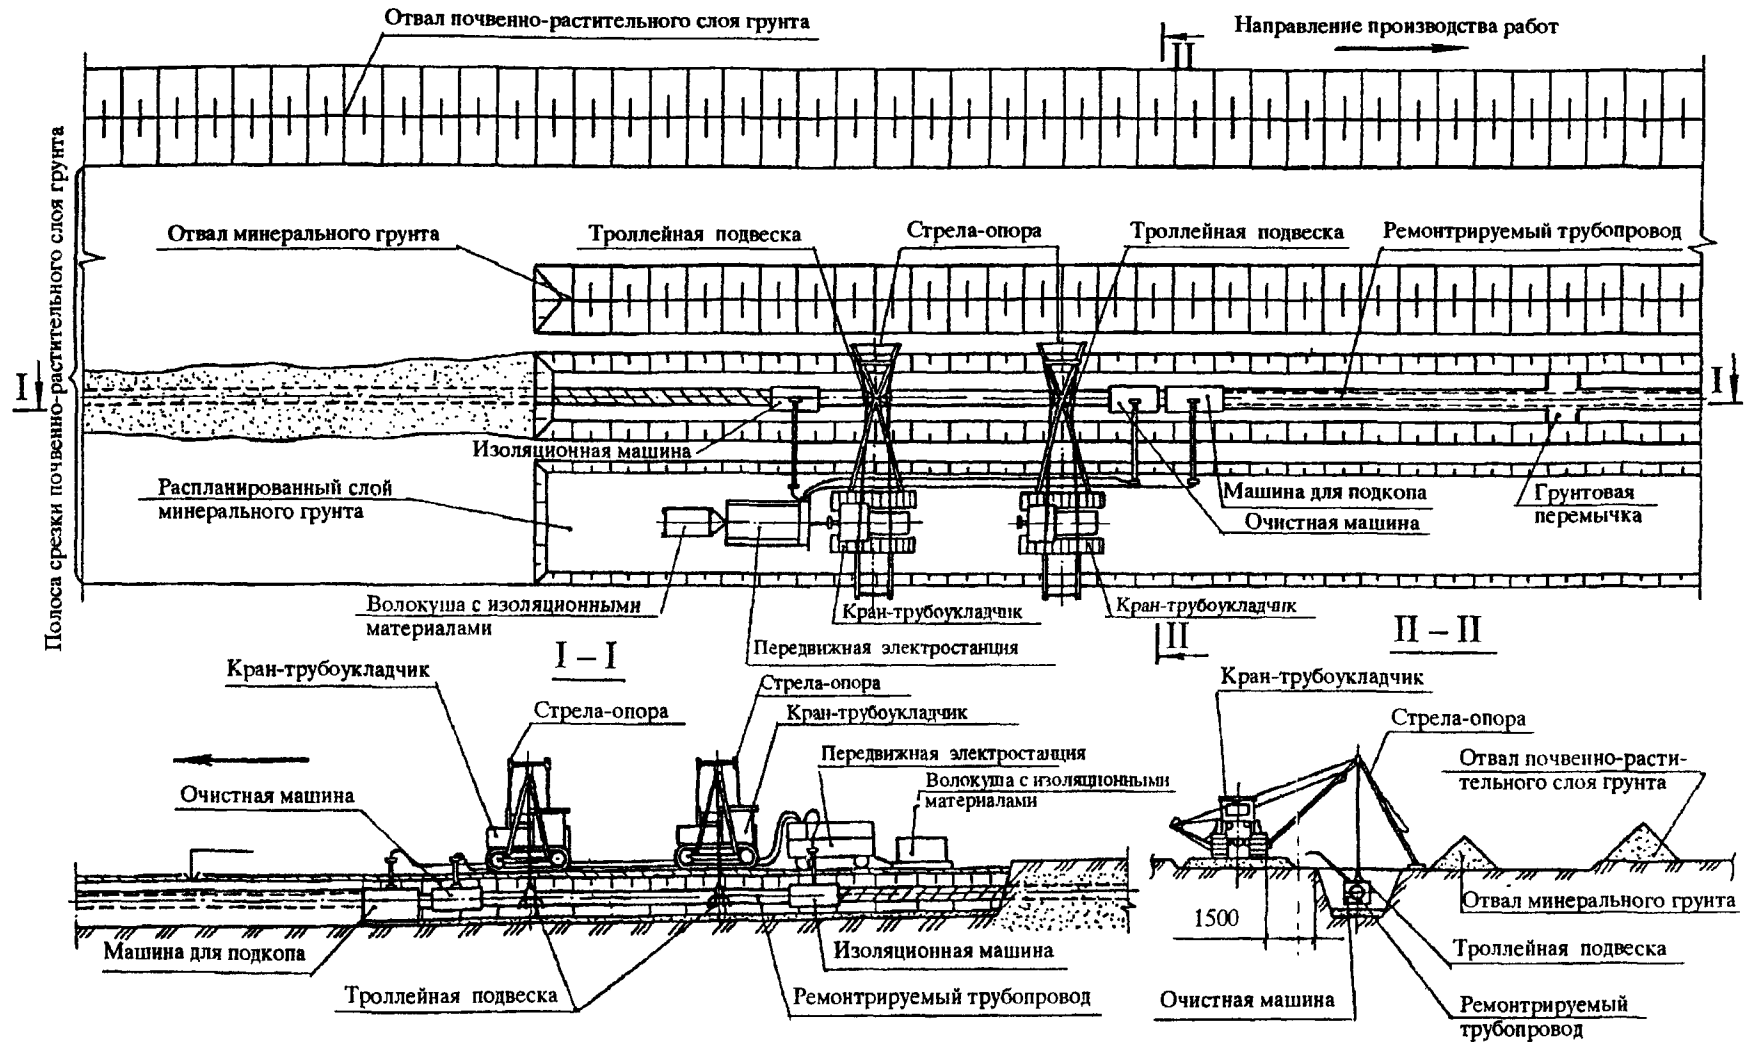 Отвал почвенно-растительного слоя грунта
Направление производства работ
II
Полоса срезки почвенно-растительного слоя грунта
Отвал минерального грунта
Троллейная подвеска
Стрела-опора
Троллейная подвеска
Ремонтрируемый трубопровод
I
I
Изоляционная машина
Распланированный слой
минерального грунта
Машина для подкопа
Очистная машина
Грунтовая
перемычка
Волокуша с изоляционными
материалами
Кран-трубоукладчик
Кран-трубоукладчик
Передвижная электростанция
II
I – I
II – II
Кран-трубоукладчик
Стрела-опора
Стрела-опора
Кран-трубоукладчик
Передвижная электростанция
Волокуша с изоляционными
материалами
Очистная машина
Машина для подкопа
Троллейная подвеска
Изоляционная машина
Ремонтрируемый трубопровод
Кран-трубоукладчик
Стрела-опора
Отвал почвенно-расти-
тельного слоя грунта
Отвал минерального грунта
1500
Троллейная подвеска
Очистная машина
Ремонтрируемый
трубопровод